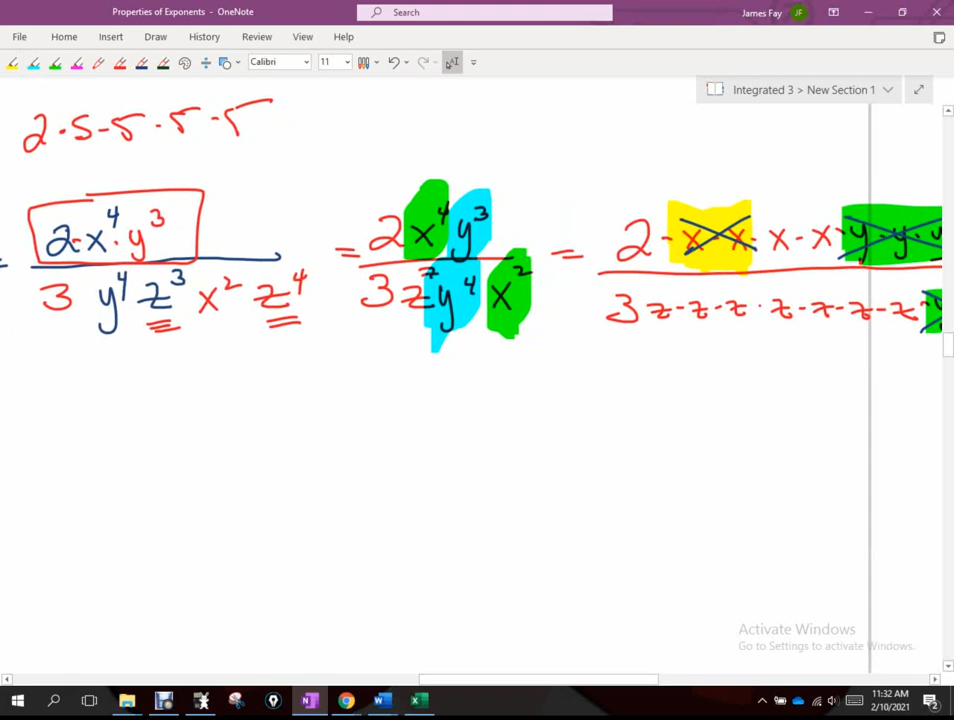 Properties of Exponents - OneNote
Search
James Fay
JF
File Home Insert Draw History Review View Help
Calibri 11
Integrated 3 > New Section 1
2·5·5·5·5
2·x⁴·y³ / 3 y⁴ z³ x² z⁴ = 2x⁴y³ / 3z⁷y⁴x² = 2·x·x·x·x·y·y·y / 3z·z·z·z·z·z·z·y
Activate Windows
Go to Settings to activate Windows.
11:32 AM
2/10/2021
2